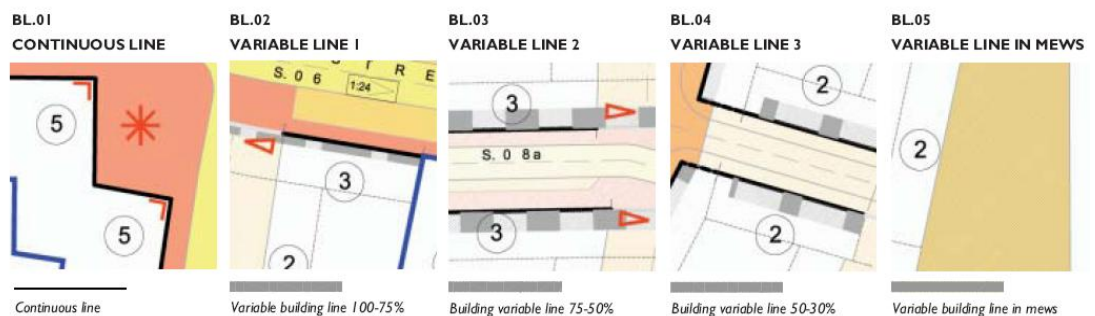 BL.01
CONTINUOUS LINE
5
5
Continuous line
BL.02
VARIABLE LINE 1
S. 0 6
T R E
1:24
3
2
Variable building line 100-75%
BL.03
VARIABLE LINE 2
3
S. 0 8a
3
Building variable line 75-50%
BL.04
VARIABLE LINE 3
2
2
Building variable line 50-30%
BL.05
VARIABLE LINE IN MEWS
2
Variable building line in mews